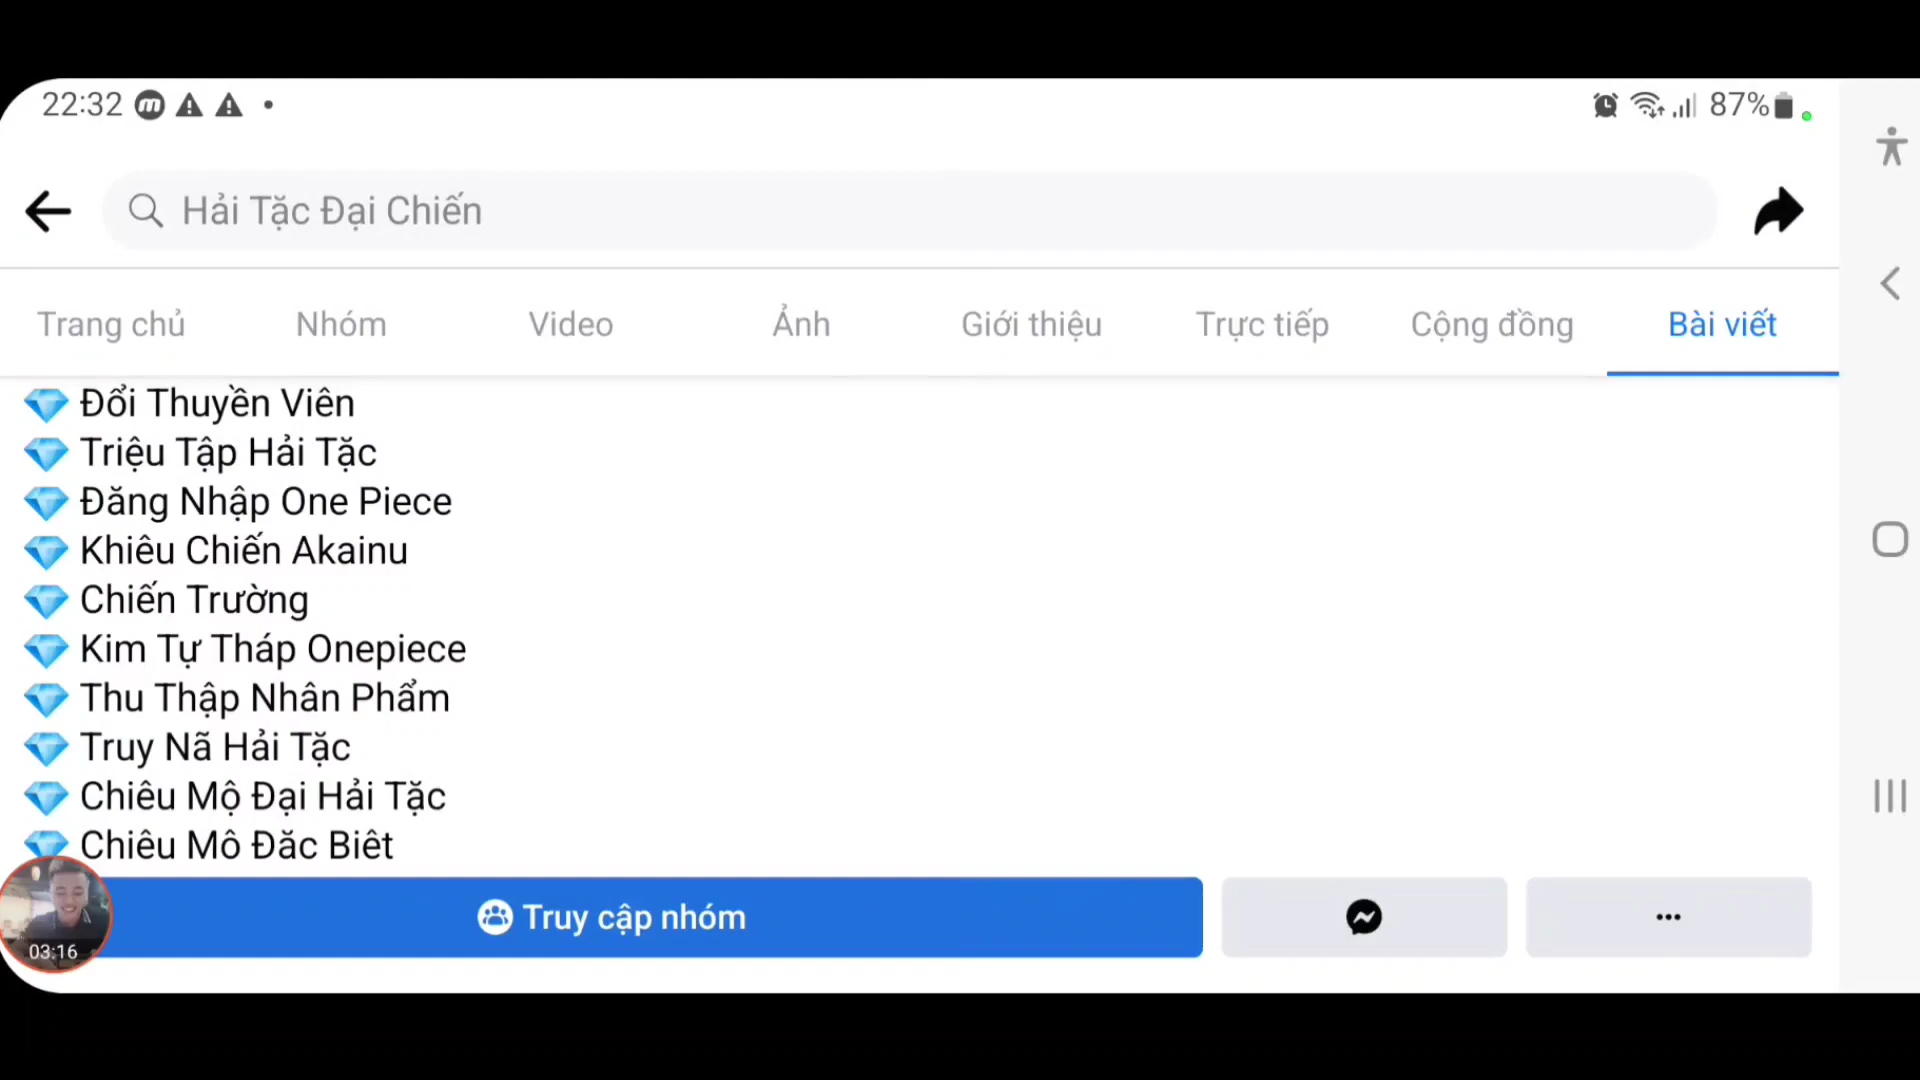 22:32
87%
Hải Tặc Đại Chiến
Trang chủ Nhóm Video Ảnh Giới thiệu Trực tiếp Cộng đồng Bài viết
💎 Đổi Thuyền Viên
💎 Triệu Tập Hải Tặc
💎 Đăng Nhập One Piece
💎 Khiêu Chiến Akainu
💎 Chiến Trường
💎 Kim Tự Tháp Onepiece
💎 Thu Thập Nhân Phẩm
💎 Truy Nã Hải Tặc
💎 Chiêu Mộ Đại Hải Tặc
💎 Chiêu Mộ Đặc Biệt
Truy cập nhóm
03:16